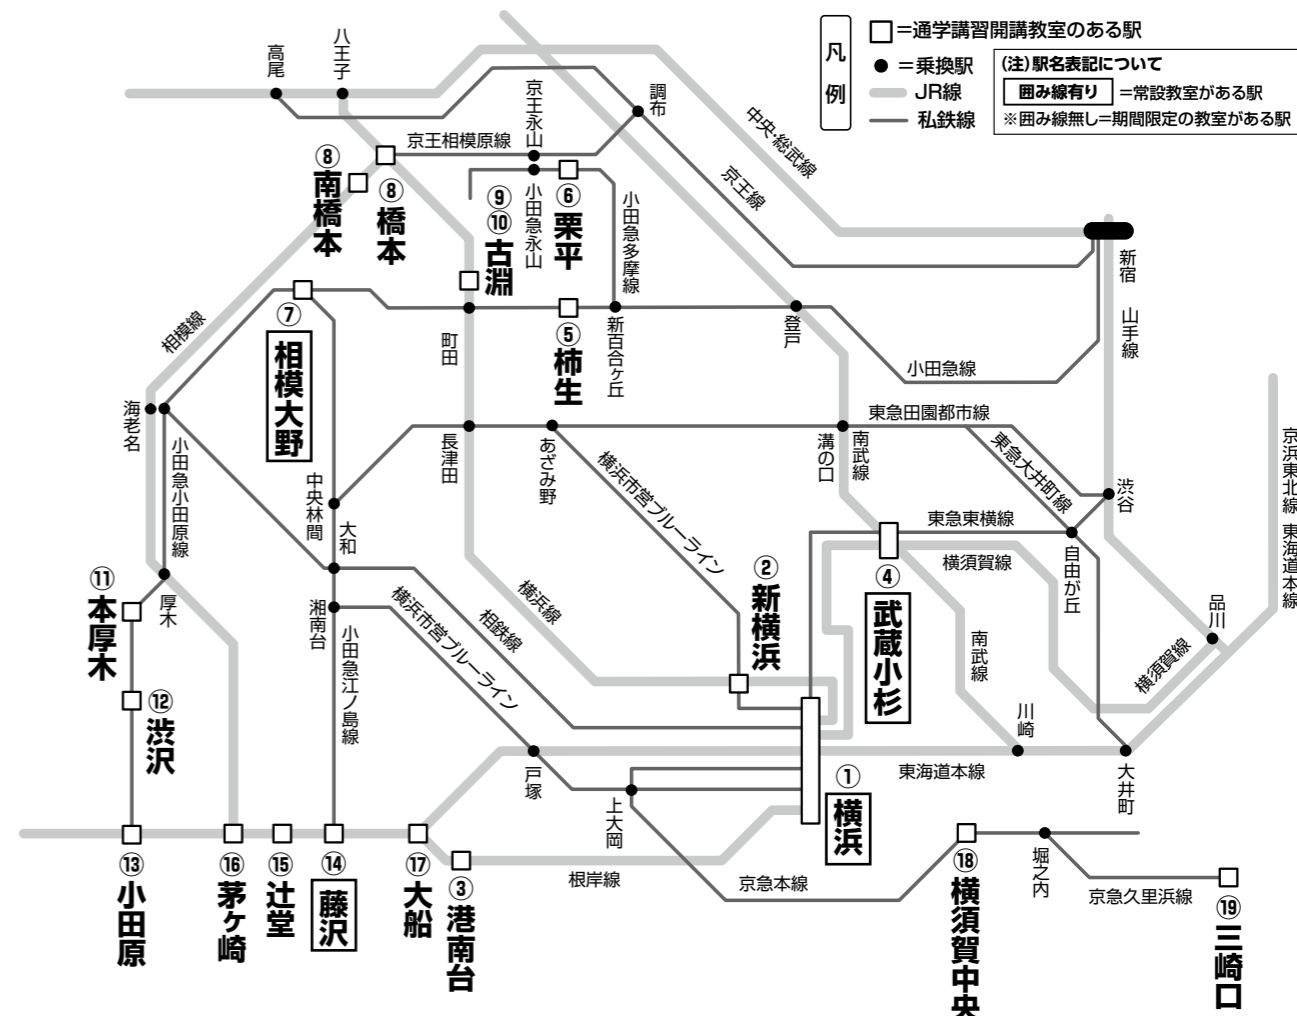 凡例
□=通学講習開講教室のある駅
●=乗換駅
JR線
私鉄線
(注)駅名表記について
囲み線有り =常設教室がある駅
※囲み線無し=期間限定の教室がある駅
高尾
八王子
京王永山
調布
中央・総武線
京王相模原線
京王線
⑧南橋本
⑧橋本
⑨⑩古淵
小田急永山
⑥栗平
小田急多摩線
新宿
山手線
相模線
⑦相模大野
町田
⑤柿生
新百合ヶ丘
登戸
小田急線
海老名
小田急小田原線
中央林間
長津田
あざみ野
横浜市営ブルーライン
溝の口
南武線
東急田園都市線
東急大井町線
渋谷
京浜東北線
東海道本線
大和
東急東横線
横須賀線
自由が丘
⑪本厚木
厚木
湘南台
小田急江ノ島線
横浜市営ブルーライン
相鉄線
横浜線
②新横浜
④武蔵小杉
南武線
品川
横須賀線
⑫渋沢
川崎
戸塚
上大岡
①横浜
東海道本線
大井町
⑬小田原
⑯茅ヶ崎
⑮辻堂
⑭藤沢
⑰大船
③港南台
根岸線
京急本線
⑱横須賀中央
堀之内
京急久里浜線
⑲三崎口